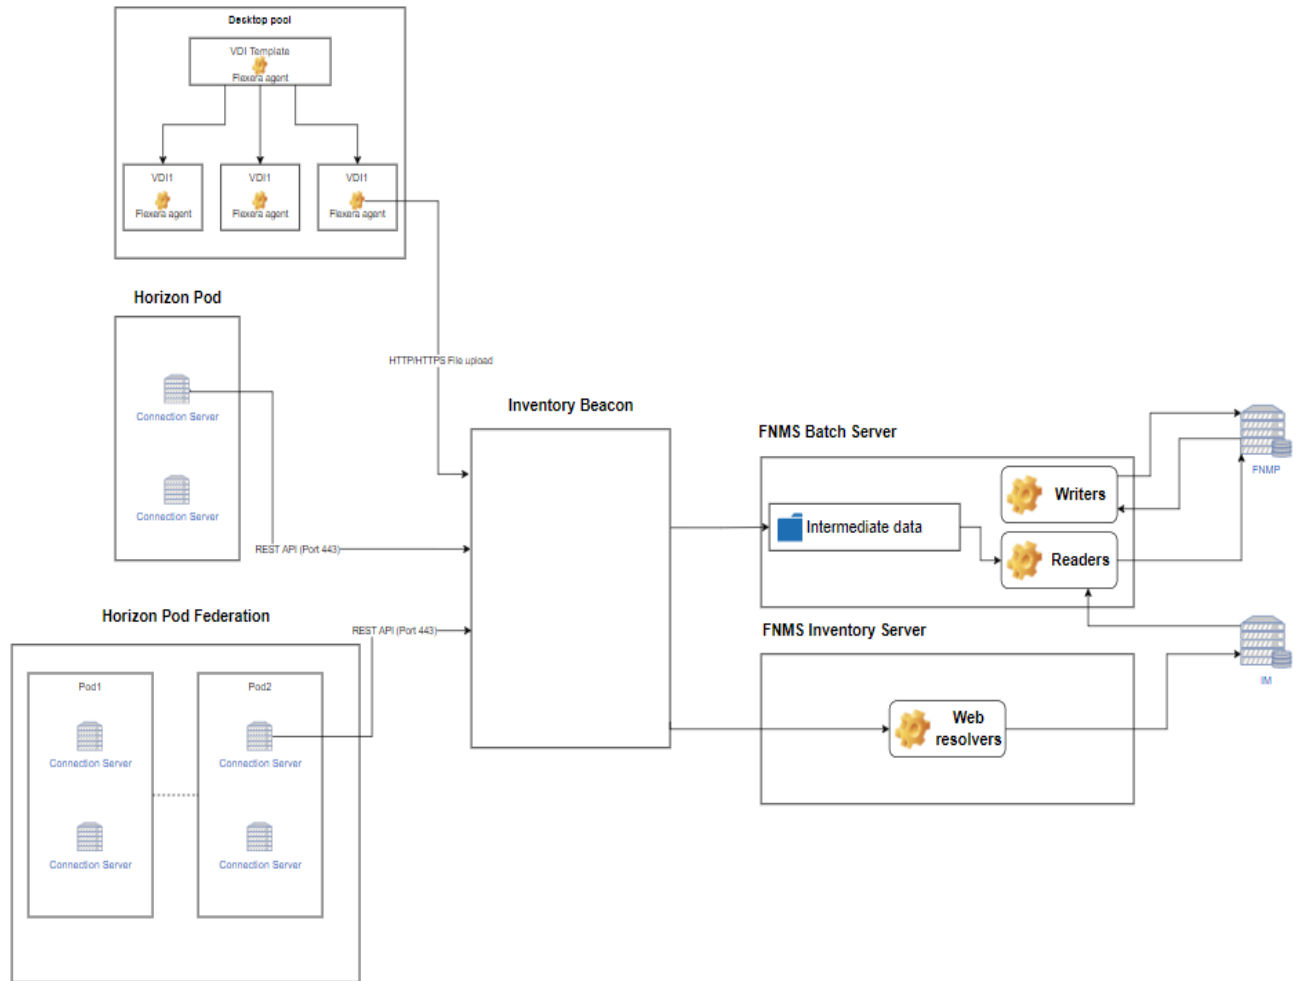 Desktop pool
VDI Template
Flexera agent
VDI1
Flexera agent
VDI1
Flexera agent
VDI1
Flexera agent
Horizon Pod
Connection Server
Connection Server
HTTP/HTTPS File upload
REST API (Port 443)
Inventory Beacon
FNMS Batch Server
Writers
Intermediate data
Readers
FNMP
FNMS Inventory Server
Web
resolvers
IM
Horizon Pod Federation
REST API (Port 443)
Pod1
Connection Server
Connection Server
Pod2
Connection Server
Connection Server